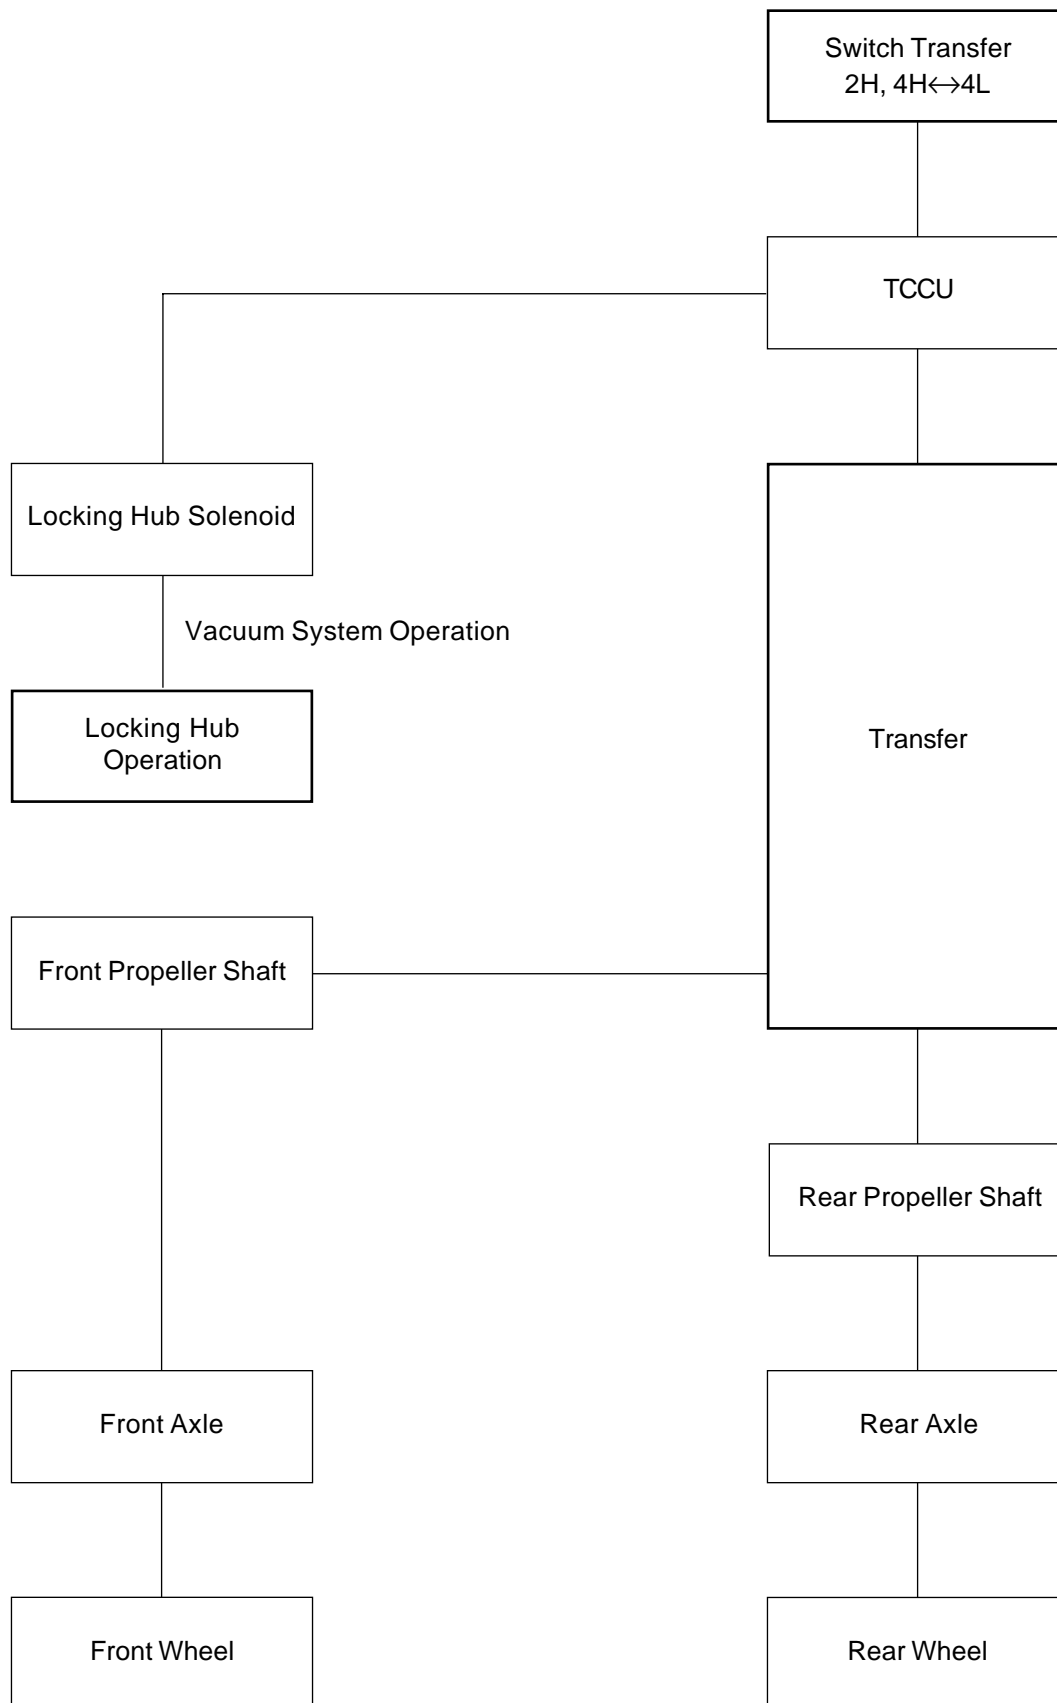 Switch Transfer
2H, 4H↔4L
TCCU
Locking Hub Solenoid
Vacuum System Operation
Locking Hub
Operation
Transfer
Front Propeller Shaft
Rear Propeller Shaft
Front Axle
Rear Axle
Front Wheel
Rear Wheel